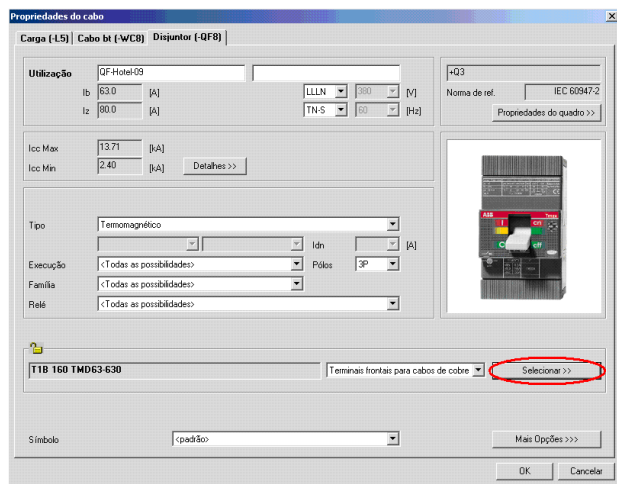 Propriedades do cabo
Carga (-L5) Cabo bt (-WC8) Disjuntor (-QF8)
Utilização QF-Hotel-09
Ib 63.0 [A] LLLN 380 [V]
Iz 80.0 [A] TN-S 60 [Hz]
+Q3
Norma de ref. IEC 60947-2
Propriedades do quadro >>
Icc Max 13.71 [kA]
Icc Min 2.40 [kA] Detalhes >>
Tipo Termomagnético
Idn [A]
Execução <Todas as possibilidades> Pólos 3P
Família <Todas as possibilidades>
Relé <Todas as possibilidades>
ABB Tmax
I on
O off
T1B 160 TMD63-630 Terminais frontais para cabos de cobre Selecionar >>
Símbolo <padrão> Mais Opções >>>
OK Cancelar